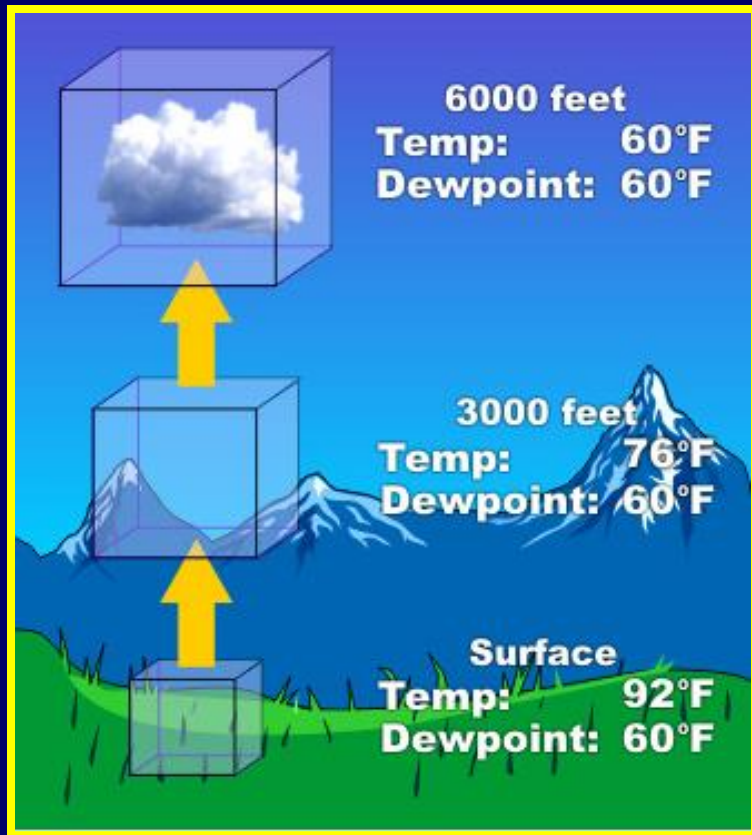 6000 feet
Temp: 60°F
Dewpoint: 60°F
3000 feet
Temp: 76°F
Dewpoint: 60°F
Surface
Temp: 92°F
Dewpoint: 60°F